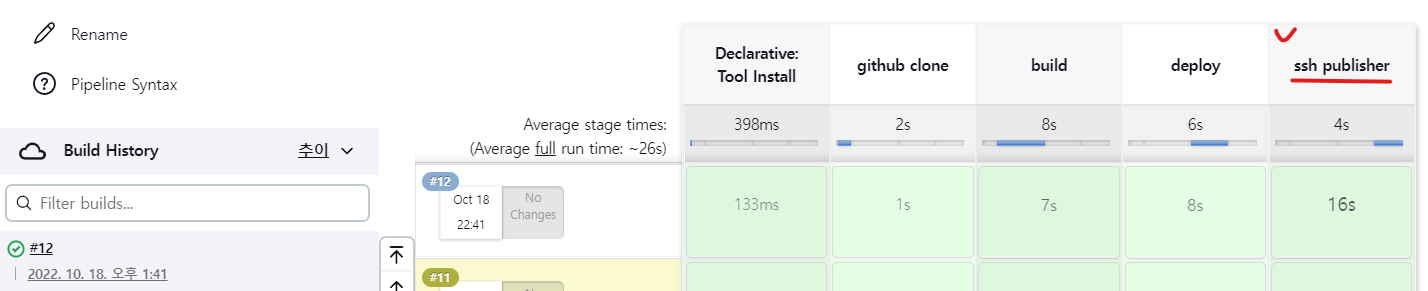 Rename
Pipeline Syntax
Build History
추이
Filter builds...
#12
2022. 10. 18. 오후 1:41
Declarative:
Tool Install
github clone
build
deploy
ssh publisher
Average stage times:
398ms
2s
8s
6s
4s
(Average full run time: ~26s)
#12
Oct 18
22:41
No
Changes
133ms
1s
7s
8s
16s
#11